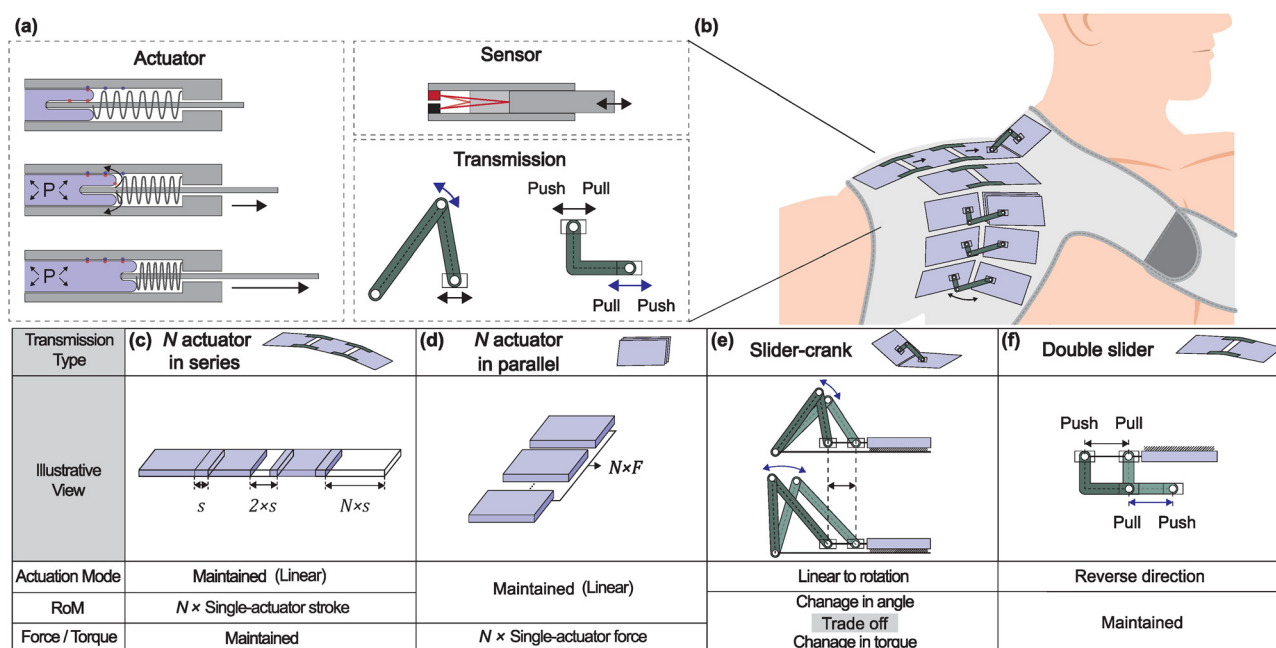 (a)
Actuator
P
P
Sensor
Transmission
Push Pull
Pull Push
(b)
Transmission
Type
(c) N actuator
in series
(d) N actuator
in parallel
(e)
Slider-crank
(f)
Double slider
Illustrative
View
s 2×s N×s
N×F
Push Pull
Pull Push
Actuation Mode
Maintained (Linear)
Maintained (Linear)
Linear to rotation
Reverse direction
RoM
N × Single-actuator stroke
Chanage in angle
Trade off
Change in torque
Maintained
Force / Torque
Maintained
N × Single-actuator force